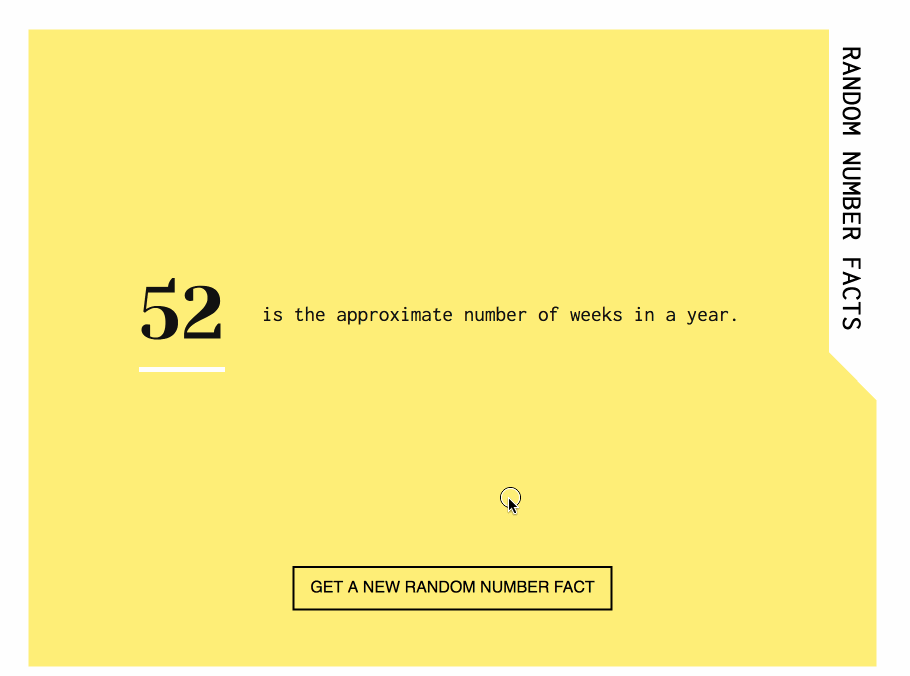 RANDOM NUMBER FACTS
52
is the approximate number of weeks in a year.
GET A NEW RANDOM NUMBER FACT